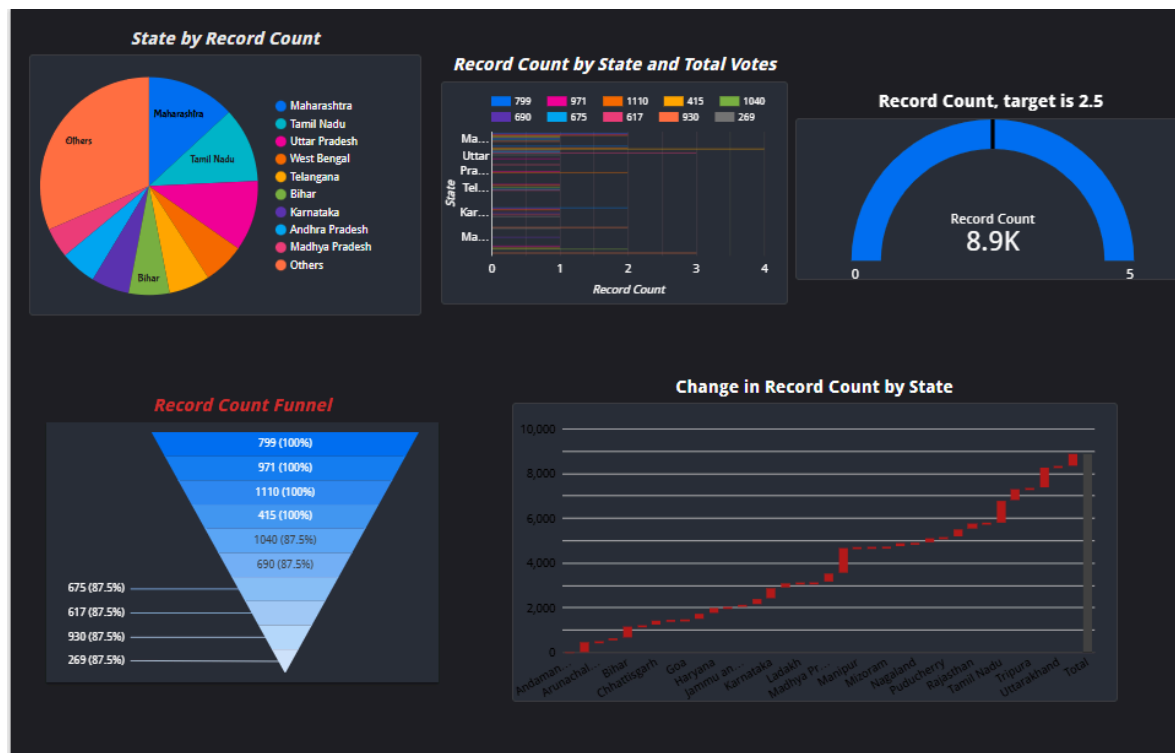 State by Record Count
Maharashtra
Tamil Nadu
Others
Bihar
Maharashtra
Tamil Nadu
Uttar Pradesh
West Bengal
Telangana
Bihar
Karnataka
Andhra Pradesh
Madhya Pradesh
Others
Record Count by State and Total Votes
799 971 1110 415 1040
690 675 617 930 269
State
Ma...
Uttar
Pra...
Tel...
Kar...
Ma...
0 1 2 3 4
Record Count
Record Count, target is 2.5
Record Count
8.9K
0 5
Record Count Funnel
799 (100%)
971 (100%)
1110 (100%)
415 (100%)
1040 (87.5%)
690 (87.5%)
675 (87.5%)
617 (87.5%)
930 (87.5%)
269 (87.5%)
Change in Record Count by State
10,000
8,000
6,000
4,000
2,000
0
Andaman...
Arunachal...
Bihar
Chhattisgarh
Goa
Haryana
Jammu an...
Karnataka
Ladakh
Madhya Pr...
Manipur
Mizoram
Nagaland
Puducherry
Rajasthan
Tamil Nadu
Tripura
Uttarakhand
Total